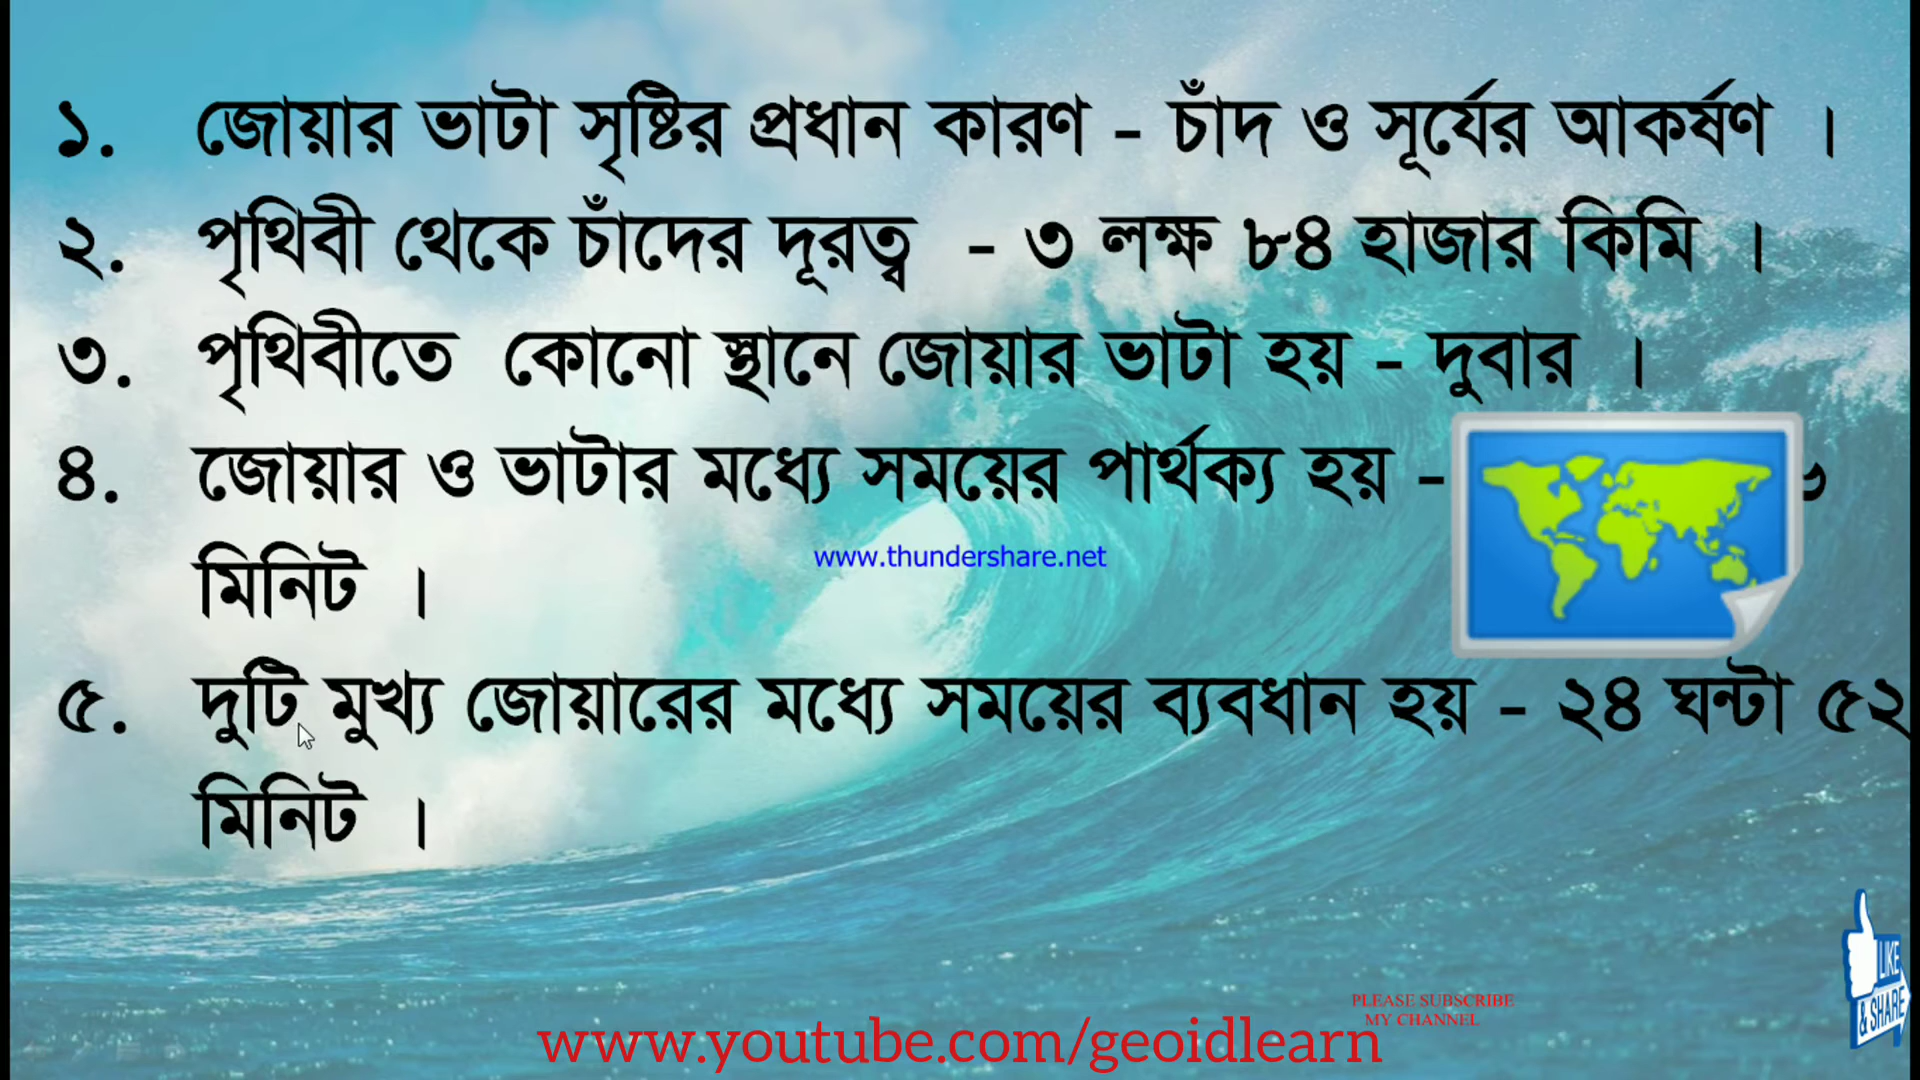 ১. জোয়ার ভাটা সৃষ্টির প্রধান কারণ - চাঁদ ও সূর্যের আকর্ষণ ।
২. পৃথিবী থেকে চাঁদের দূরত্ব - ৩ লক্ষ ৮৪ হাজার কিমি ।
৩. পৃথিবীতে কোনো স্থানে জোয়ার ভাটা হয় - দুবার ।
৪. জোয়ার ও ভাটার মধ্যে সময়ের পার্থক্য হয় -
মিনিট ।
www.thundershare.net
৫. দুটি মুখ্য জোয়ারের মধ্যে সময়ের ব্যবধান হয় - ২৪ ঘন্টা ৫২
মিনিট ।
LIKE
& SHARE
PLEASE SUBSCRIBE
MY CHANNEL
www.youtube.com/geoidlearn